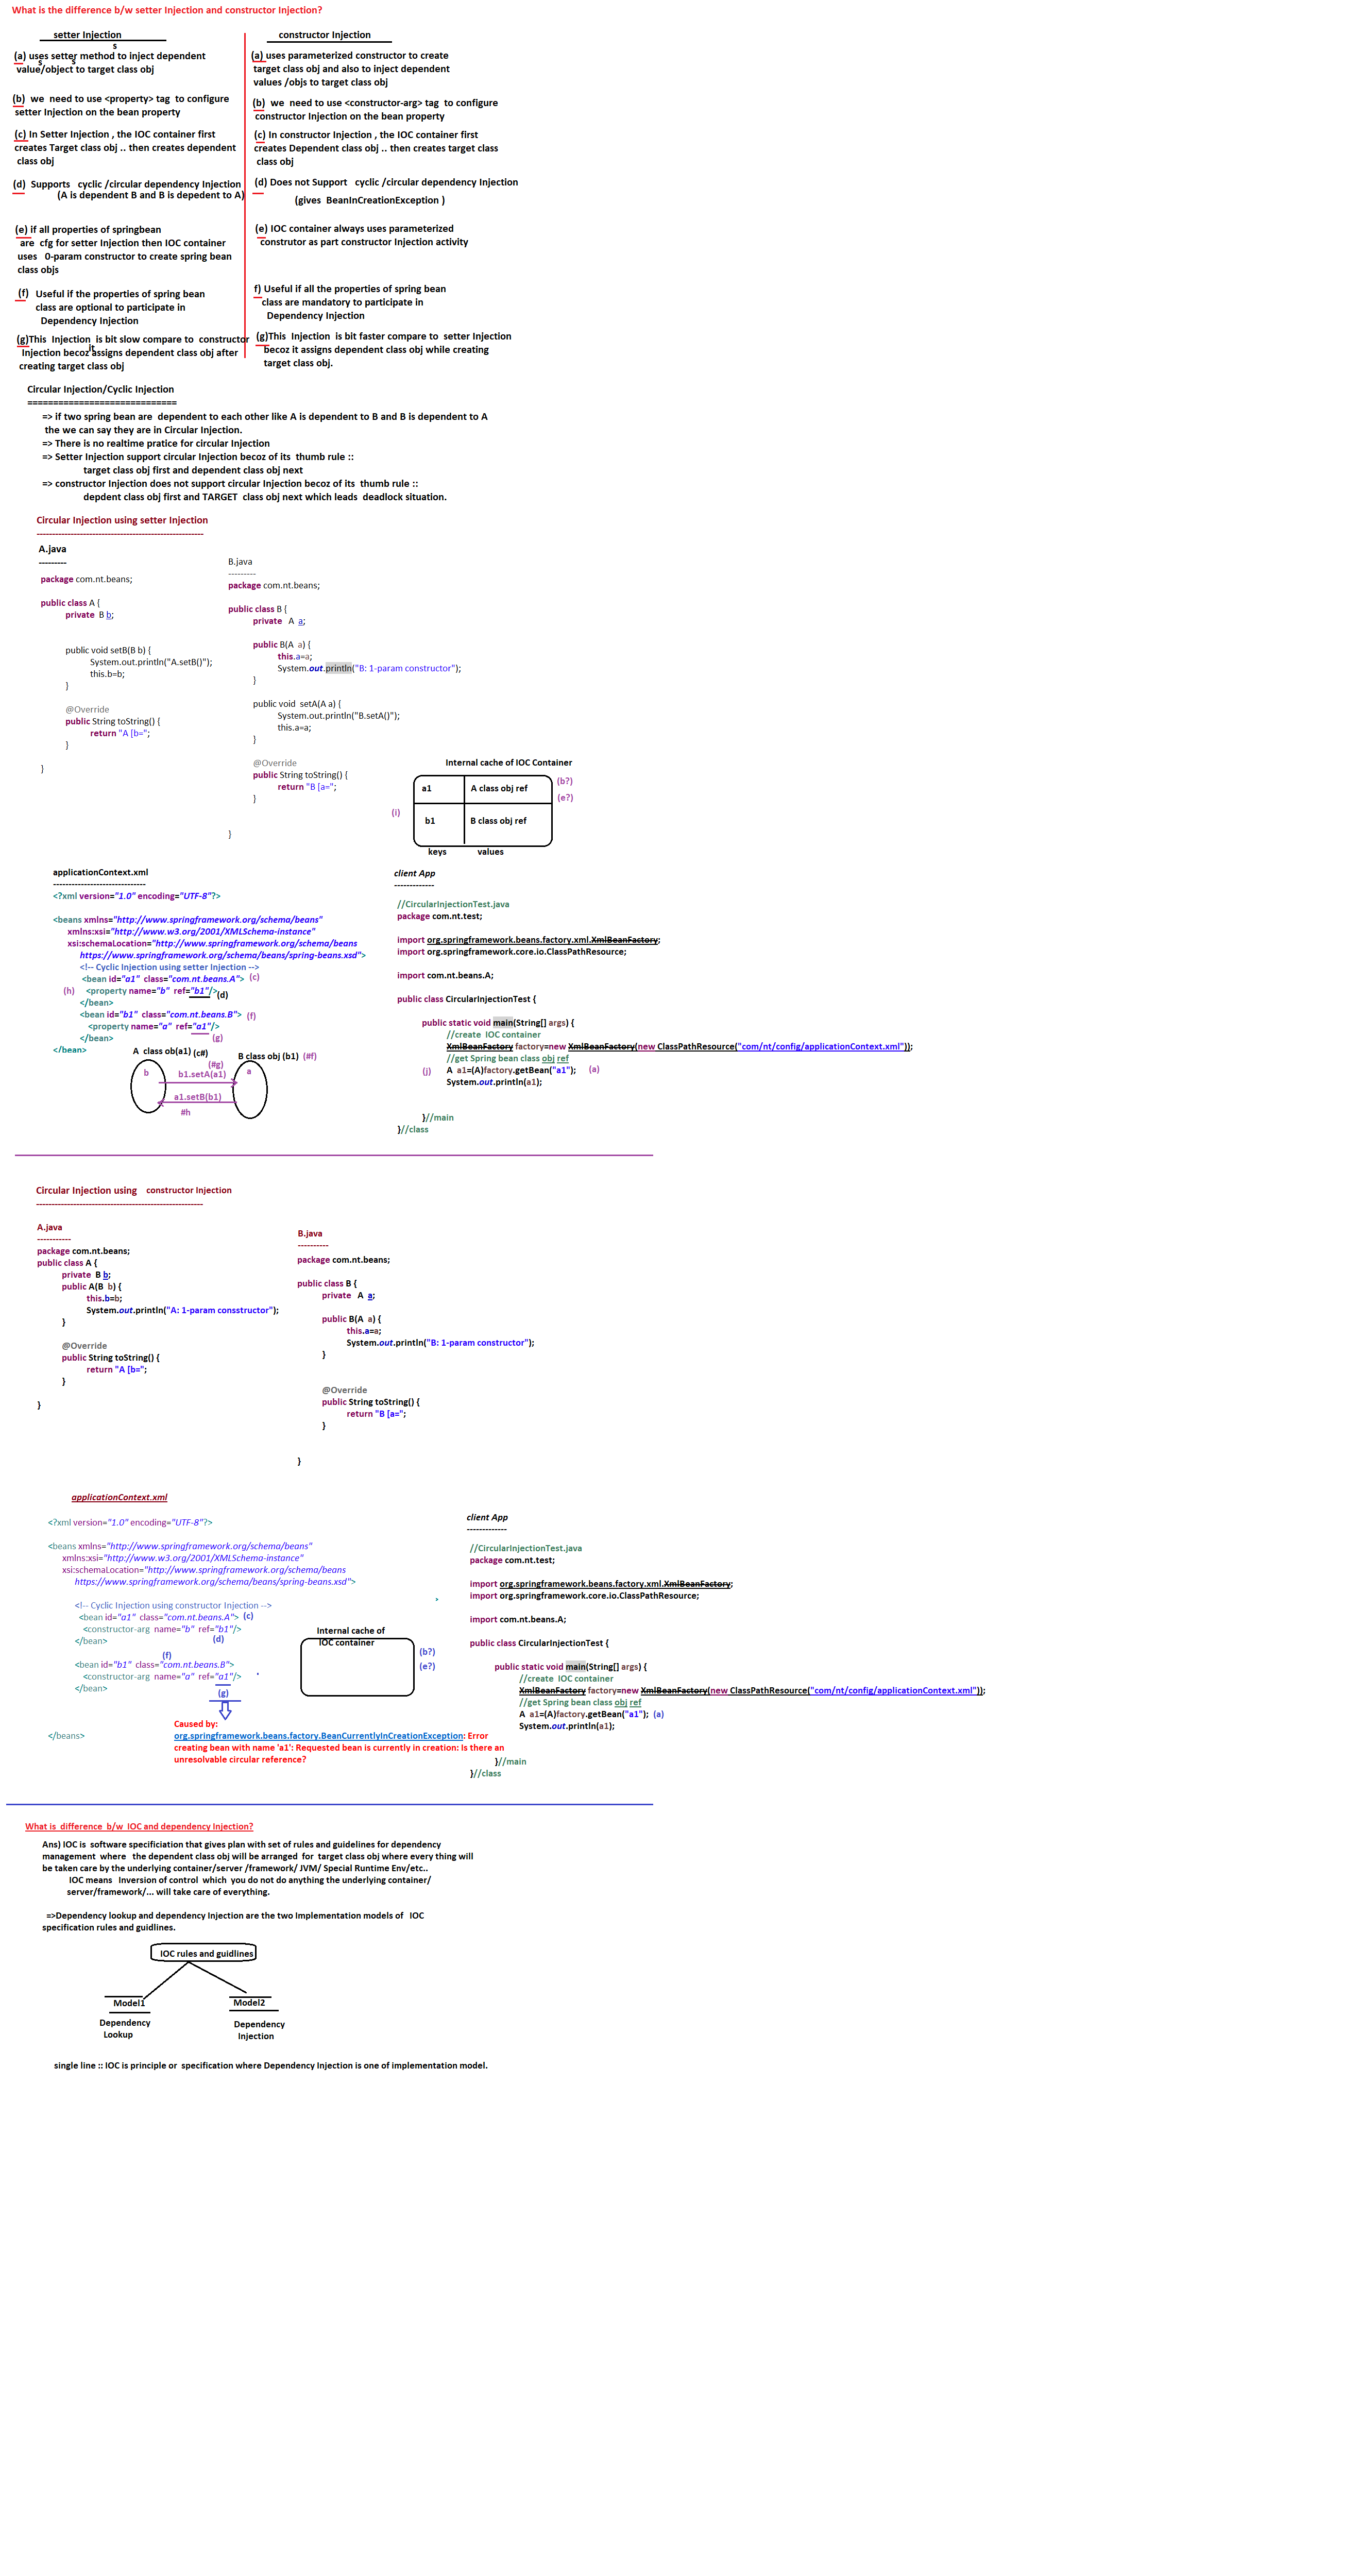 What is the difference b/w setter Injection and constructor Injection?
setter Injection
s
(a) uses setter method to inject dependent
s s
value/object to target class obj
(b) we need to use <property> tag to configure
setter Injection on the bean property
(c) In Setter Injection , the IOC container first
creates Target class obj .. then creates dependent
class obj
(d) Supports cyclic /circular dependency Injection
(A is dependent B and B is depedent to A)
(e) if all properties of springbean
are cfg for setter Injection then IOC container
uses 0-param constructor to create spring bean
class objs
(f) Useful if the properties of spring bean
class are optional to participate in
Dependency Injection
(g)This Injection is bit slow compare to constructor
it
Injection becoz assigns dependent class obj after
creating target class obj
constructor Injection
(a) uses parameterized constructor to create
target class obj and also to inject dependent
values /objs to target class obj
(b) we need to use <constructor-arg> tag to configure
constructor Injection on the bean property
(c) In constructor Injection , the IOC container first
creates Dependent class obj .. then creates target class
class obj
(d) Does not Support cyclic /circular dependency Injection
(gives BeanInCreationException )
(e) IOC container always uses parameterized
construtor as part constructor Injection activity
f) Useful if all the properties of spring bean
class are mandatory to participate in
Dependency Injection
(g)This Injection is bit faster compare to setter Injection
becoz it assigns dependent class obj while creating
target class obj.
Circular Injection/Cyclic Injection
=============================
=> if two spring bean are dependent to each other like A is dependent to B and B is dependent to A
the we can say they are in Circular Injection.
=> There is no realtime pratice for circular Injection
=> Setter Injection support circular Injection becoz of its thumb rule ::
target class obj first and dependent class obj next
=> constructor Injection does not support circular Injection becoz of its thumb rule ::
depdent class obj first and TARGET class obj next which leads deadlock situation.
Circular Injection using setter Injection
-------------------------------------------------------
A.java
---------
package com.nt.beans;
public class A {
private B b;
public void setB(B b) {
System.out.println("A.setB()");
this.b=b;
}
@Override
public String toString() {
return "A [b=";
}
}
B.java
---------
package com.nt.beans;
public class B {
private A a;
public B(A a) {
this.a=a;
System.out.println("B: 1-param constructor");
}
public void setA(A a) {
System.out.println("B.setA()");
this.a=a;
}
@Override
public String toString() {
return "B [a=";
}
}
Internal cache of IOC Container
a1 A class obj ref (b?)
(e?)
(i)
b1 B class obj ref
keys values
applicationContext.xml
------------------------------
<?xml version="1.0" encoding="UTF-8"?>
<beans xmlns="http://www.springframework.org/schema/beans"
xmlns:xsi="http://www.w3.org/2001/XMLSchema-instance"
xsi:schemaLocation="http://www.springframework.org/schema/beans
https://www.springframework.org/schema/beans/spring-beans.xsd">
<!-- Cyclic Injection using setter Injection -->
<bean id="a1" class="com.nt.beans.A"> (c)
(h) <property name="b" ref="b1"/> (d)
</bean>
<bean id="b1" class="com.nt.beans.B"> (f)
<property name="a" ref="a1"/>
</bean> (g)
</bean>
A class ob(a1) (c#)
B class obj (b1) (#f)
(#g)
b b1.setA(a1) a
a1.setB(b1)
#h
client App
-------------
//CircularInjectionTest.java
package com.nt.test;
import org.springframework.beans.factory.xml.XmlBeanFactory;
import org.springframework.core.io.ClassPathResource;
import com.nt.beans.A;
public class CircularInjectionTest {
public static void main(String[] args) {
//create IOC container
XmlBeanFactory factory=new XmlBeanFactory(new ClassPathResource("com/nt/config/applicationContext.xml"));
//get Spring bean class obj ref
(j) A a1=(A)factory.getBean("a1"); (a)
System.out.println(a1);
}//main
}//class
Circular Injection using constructor Injection
-------------------------------------------------------
A.java
-----------
package com.nt.beans;
public class A {
private B b;
public A(B b) {
this.b=b;
System.out.println("A: 1-param consstructor");
}
@Override
public String toString() {
return "A [b=";
}
}
B.java
----------
package com.nt.beans;
public class B {
private A a;
public B(A a) {
this.a=a;
System.out.println("B: 1-param constructor");
}
@Override
public String toString() {
return "B [a=";
}
}
applicationContext.xml
<?xml version="1.0" encoding="UTF-8"?>
<beans xmlns="http://www.springframework.org/schema/beans"
xmlns:xsi="http://www.w3.org/2001/XMLSchema-instance"
xsi:schemaLocation="http://www.springframework.org/schema/beans
https://www.springframework.org/schema/beans/spring-beans.xsd">
<!-- Cyclic Injection using constructor Injection -->
<bean id="a1" class="com.nt.beans.A"> (c)
<constructor-arg name="b" ref="b1"/>
</bean> (d)
(f)
<bean id="b1" class="com.nt.beans.B">
<constructor-arg name="a" ref="a1"/>
</bean> (g)
</beans>
Caused by:
org.springframework.beans.factory.BeanCurrentlyInCreationException: Error
creating bean with name 'a1': Requested bean is currently in creation: Is there an
unresolvable circular reference?
Internal cache of
IOC container
(b?)
(e?)
client App
-------------
//CircularInjectionTest.java
package com.nt.test;
import org.springframework.beans.factory.xml.XmlBeanFactory;
import org.springframework.core.io.ClassPathResource;
import com.nt.beans.A;
public class CircularInjectionTest {
public static void main(String[] args) {
//create IOC container
XmlBeanFactory factory=new XmlBeanFactory(new ClassPathResource("com/nt/config/applicationContext.xml"));
//get Spring bean class obj ref
A a1=(A)factory.getBean("a1"); (a)
System.out.println(a1);
}//main
}//class
What is difference b/w IOC and dependency Injection?
Ans) IOC is software specificiation that gives plan with set of rules and guidelines for dependency
management where the dependent class obj will be arranged for target class obj where every thing will
be taken care by the underlying container/server /framework/ JVM/ Special Runtime Env/etc..
IOC means Inversion of control which you do not do anything the underlying container/
server/framework/... will take care of everything.
=>Dependency lookup and dependency Injection are the two Implementation models of IOC
specification rules and guidlines.
IOC rules and guidlines
Model1 Model2
Dependency
Lookup
Dependency
Injection
single line :: IOC is principle or specification where Dependency Injection is one of implementation model.